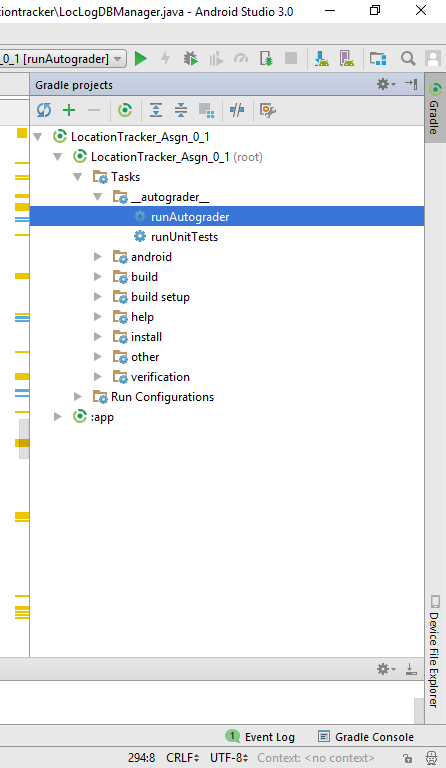 iontracker\LocLogDBManager.java - Android Studio 3.0
_0_1 [runAutograder]
Gradle projects
Gradle
LocationTracker_Asgn_0_1
LocationTracker_Asgn_0_1 (root)
Tasks
__autograder__
runAutograder
runUnitTests
android
build
build setup
help
install
other
verification
Run Configurations
:app
Device File Explorer
1 Event Log Gradle Console
294:8 CRLF UTF-8 Context: <no context>